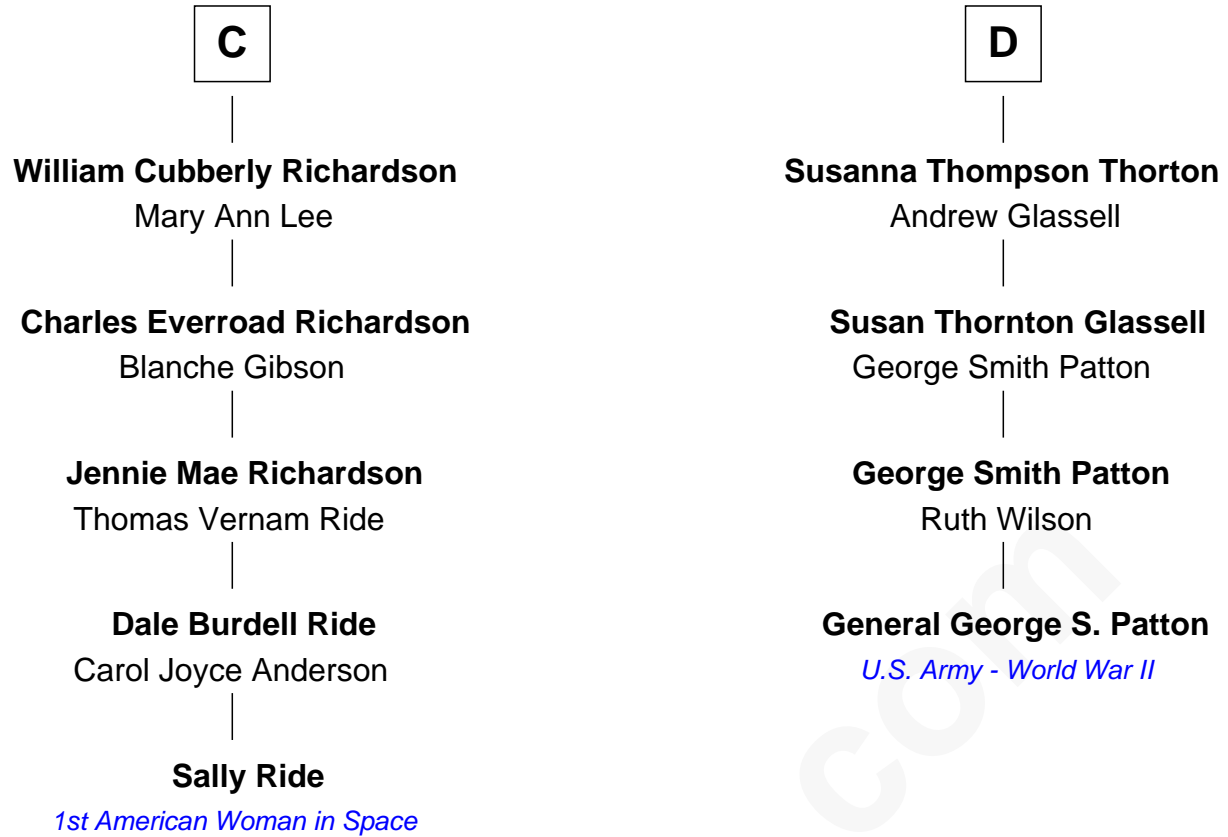 C
William Cubberly Richardson
Mary Ann Lee
Charles Everroad Richardson
Blanche Gibson
Jennie Mae Richardson
Thomas Vernam Ride
Dale Burdell Ride
Carol Joyce Anderson
Sally Ride
1st American Woman in Space
D
Susanna Thompson Thorton
Andrew Glassell
Susan Thornton Glassell
George Smith Patton
George Smith Patton
Ruth Wilson
General George S. Patton
U.S. Army - World War II
com